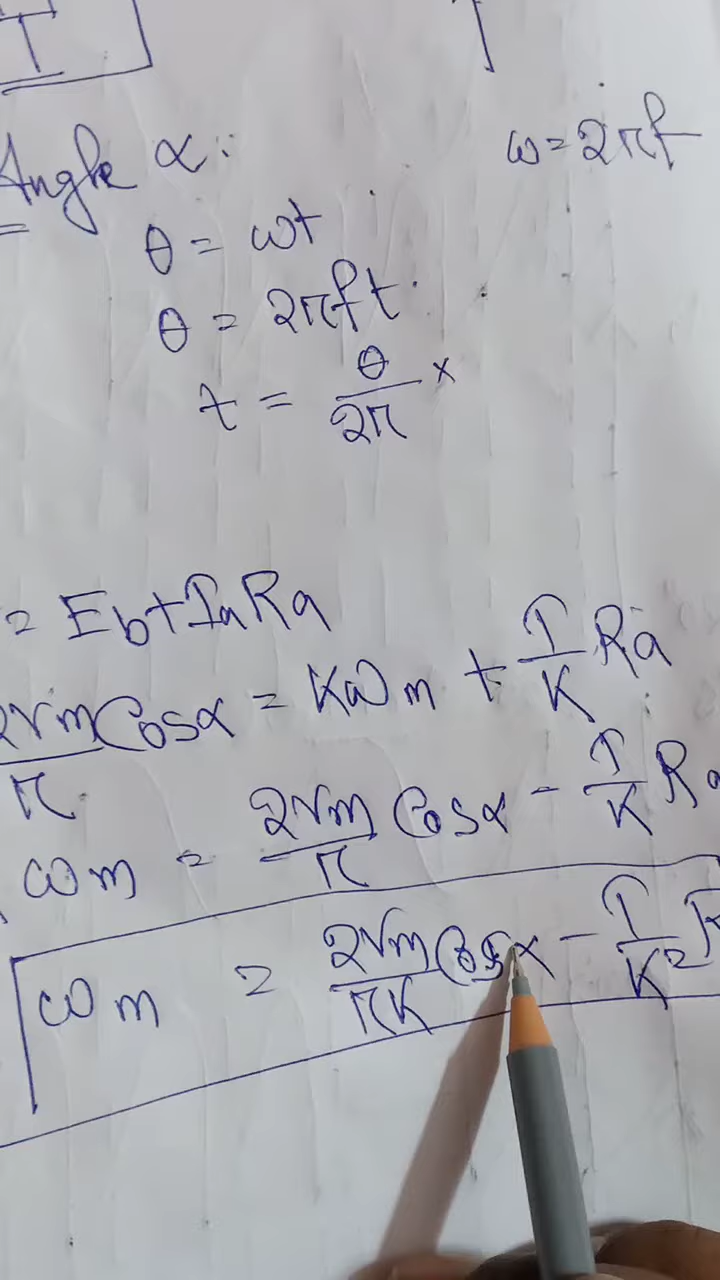 T
Angle α:
ω = 2πf
θ = ωt
θ = 2πft
t = θ/2π ×
= Eb + IaRa
2Vm/π Cosα = Kωm + T/K Ra
ωm = 2Vm/π Cosα - T/K Ra
ωm = 2Vm/πK Cosα - T/K² R